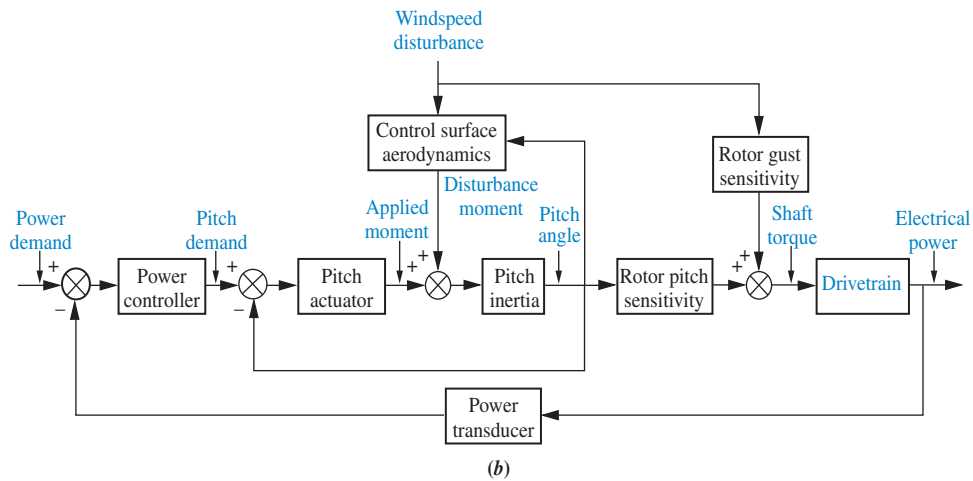 Windspeed
disturbance
Control surface
aerodynamics
Rotor gust
sensitivity
Disturbance
moment
Applied
moment
Pitch
angle
Shaft
torque
Electrical
power
Power
demand
Pitch
demand
+
−
Power
controller
+
−
Pitch
actuator
+
+
Pitch
inertia
Rotor pitch
sensitivity
+
+
Drivetrain
Power
transducer
(b)